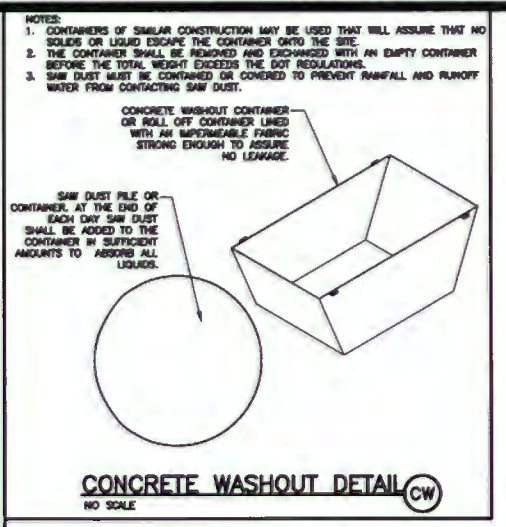 NOTES:
1. CONTAINERS OF SIMILAR CONSTRUCTION MAY BE USED THAT WILL ASSURE THAT NO
SOLIDS OR LIQUID ESCAPE THE CONTAINER ONTO THE SITE.
2. THE CONTAINER SHALL BE REMOVED AND EXCHANGED WITH AN EMPTY CONTAINER
BEFORE THE TOTAL WEIGHT EXCEEDS THE DOT REGULATIONS.
3. SAW DUST MUST BE CONTAINED OR COVERED TO PREVENT RAINFALL AND RUNOFF
WATER FROM CONTACTING SAW DUST.
CONCRETE WASHOUT CONTAINER
OR ROLL OFF CONTAINER LINED
WITH AN IMPERMEABLE FABRIC
STRONG ENOUGH TO ASSURE
NO LEAKAGE.
SAW DUST PILE OR
CONTAINER. AT THE END OF
EACH DAY SAW DUST
SHALL BE ADDED TO THE
CONTAINER IN SUFFICIENT
AMOUNTS TO ABSORB ALL
LIQUIDS.
CONCRETE WASHOUT DETAIL CW
NO SCALE